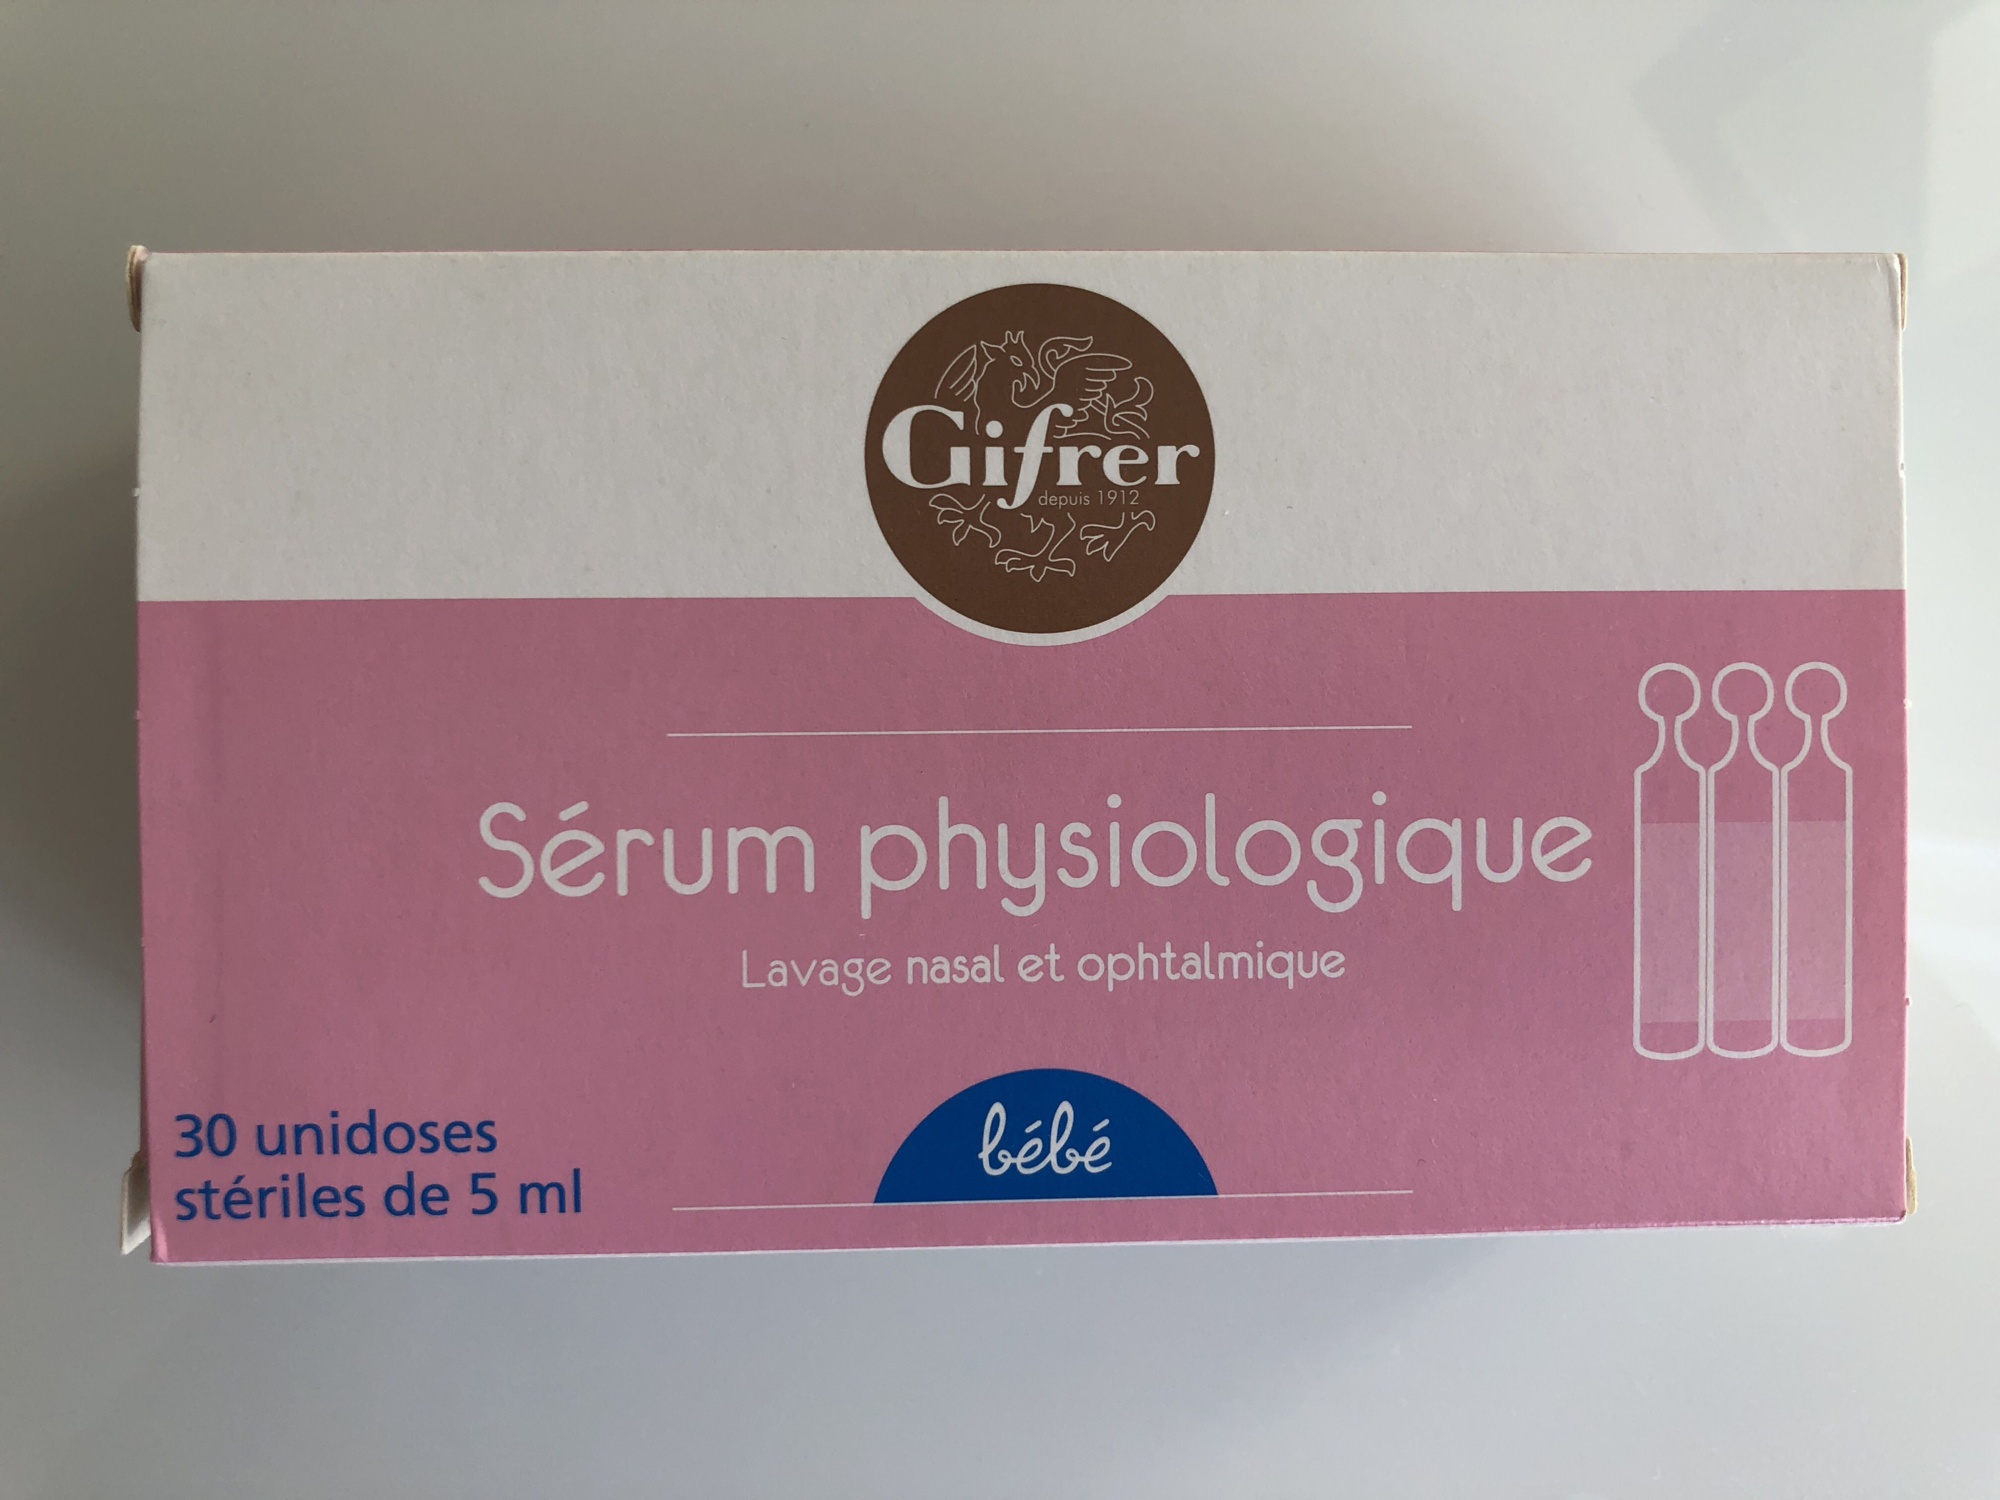 Gifrer
depuis 1912
Sérum physiologique
Lavage nasal et ophtalmique
bébé
30 unidoses
stériles de 5 ml